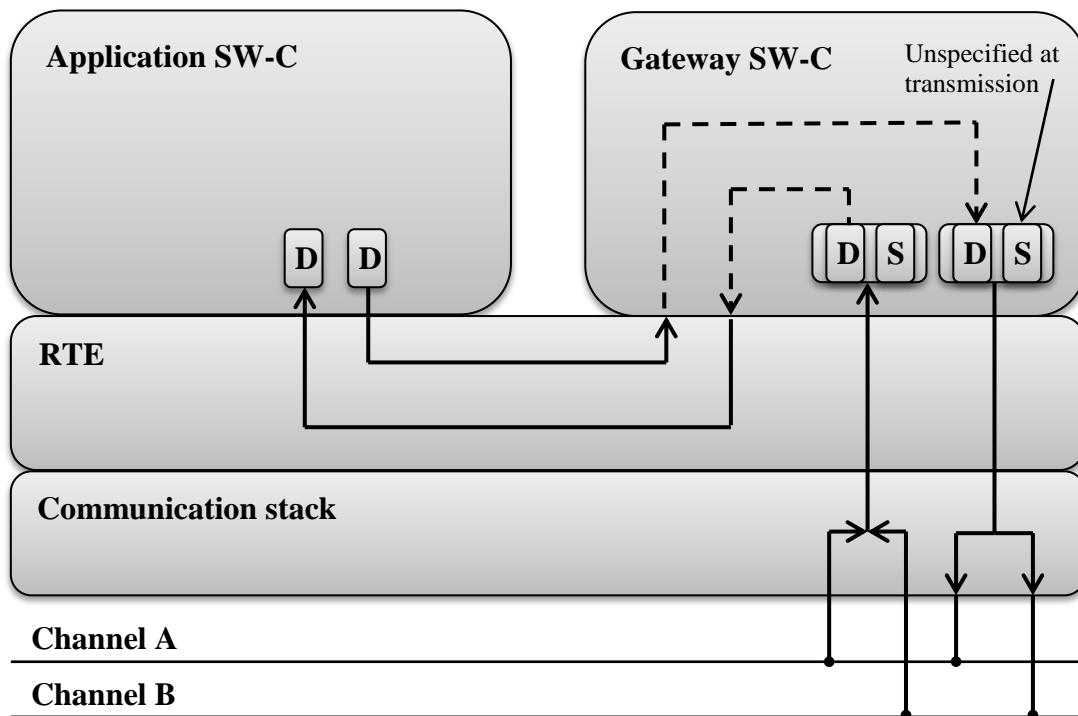 Application SW-C
Gateway SW-C
Unspecified at
transmission
D
D
D
S
D
S
RTE
Communication stack
Channel A
Channel B